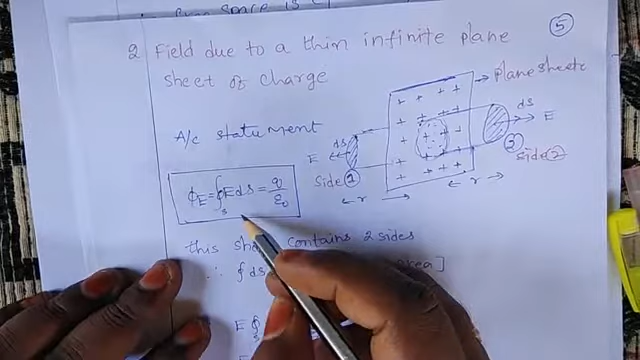 5
2 Field due to a thin infinite plane
sheet of charge
plane sheet
A/c statement
ds
E
ds
E
side 1
3
side 2
r
r
ϕE = ∮s E ds = q/ε0
this contains 2 sides
∴ ∮ ds
E ∮s
E